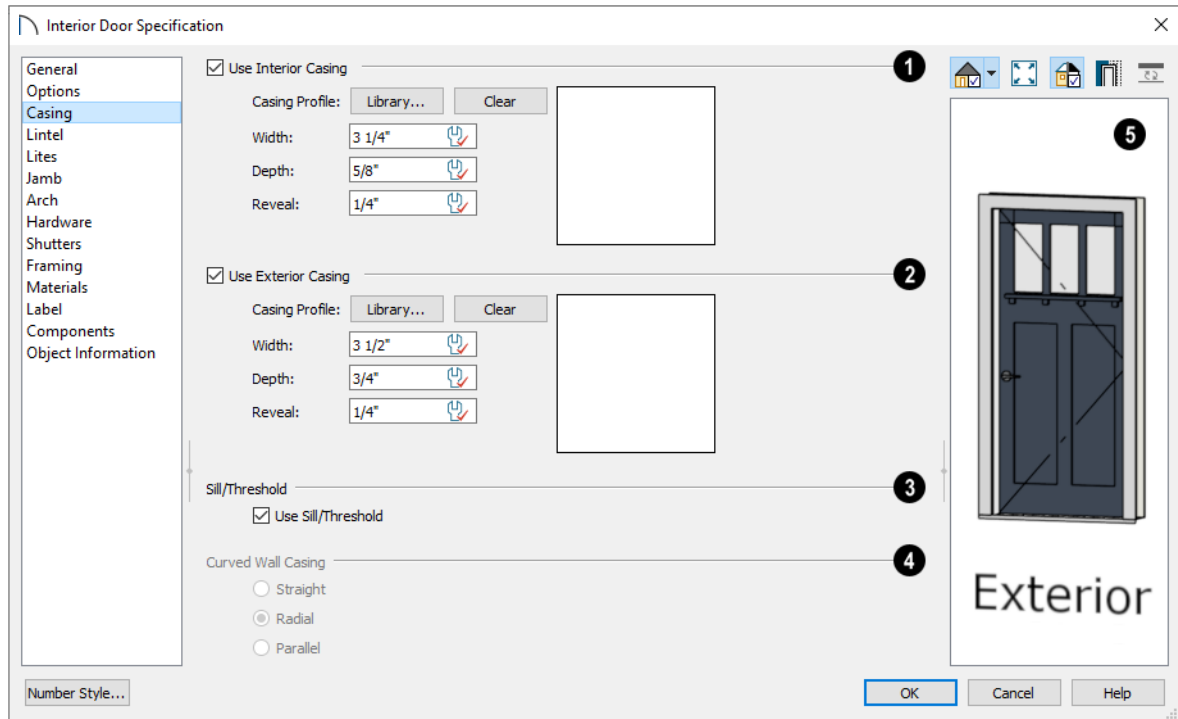 Interior Door Specification
General
Options
Casing
Lintel
Lites
Jamb
Arch
Hardware
Shutters
Framing
Materials
Label
Components
Object Information
Use Interior Casing
1
Casing Profile: Library... Clear
Width: 3 1/4"
Depth: 5/8"
Reveal: 1/4"
Use Exterior Casing
2
Casing Profile: Library... Clear
Width: 3 1/2"
Depth: 3/4"
Reveal: 1/4"
Sill/Threshold
3
Use Sill/Threshold
Curved Wall Casing
4
Straight
Radial
Parallel
5
Exterior
Number Style...
OK Cancel Help